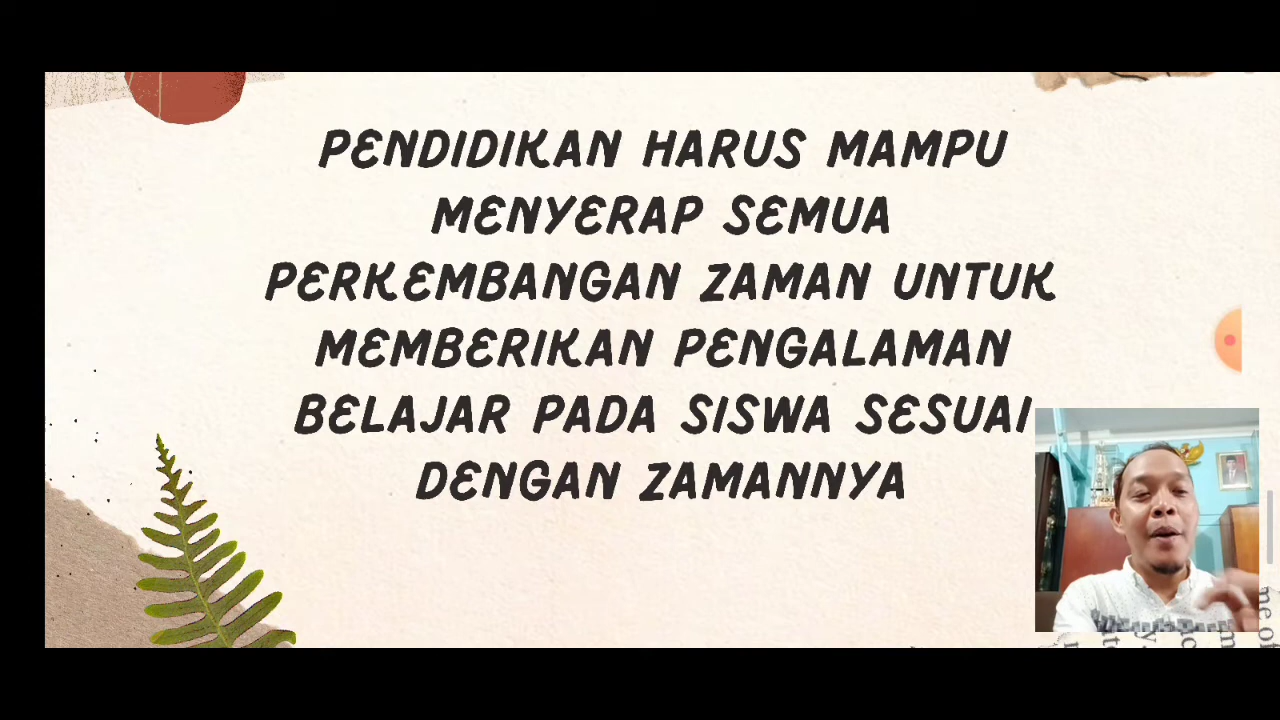 PENDIDIKAN HARUS MAMPU
MENYERAP SEMUA
PERKEMBANGAN ZAMAN UNTUK
MEMBERIKAN PENGALAMAN
BELAJAR PADA SISWA SESUAI
DENGAN ZAMANNYA